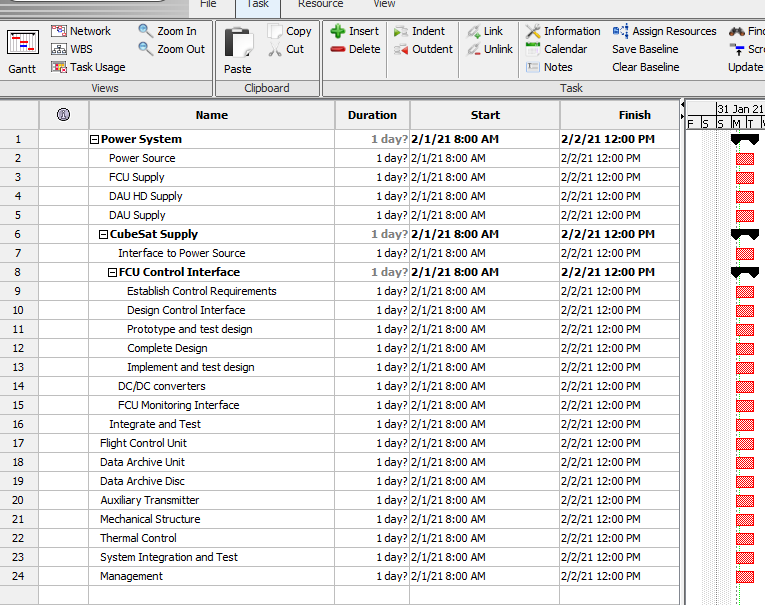 File Task Resource View
Network Zoom In Copy Insert Indent Link Information Assign Resources
WBS Zoom Out Cut Delete Outdent Unlink Calendar Save Baseline
Gantt Task Usage Paste Notes Clear Baseline Update
Views Clipboard Task
Name Duration Start Finish 31 Jan 21
F S S M T
1 Power System 1 day? 2/1/21 8:00 AM 2/2/21 12:00 PM
2 Power Source 1 day? 2/1/21 8:00 AM 2/2/21 12:00 PM
3 FCU Supply 1 day? 2/1/21 8:00 AM 2/2/21 12:00 PM
4 DAU HD Supply 1 day? 2/1/21 8:00 AM 2/2/21 12:00 PM
5 DAU Supply 1 day? 2/1/21 8:00 AM 2/2/21 12:00 PM
6 CubeSat Supply 1 day? 2/1/21 8:00 AM 2/2/21 12:00 PM
7 Interface to Power Source 1 day? 2/1/21 8:00 AM 2/2/21 12:00 PM
8 FCU Control Interface 1 day? 2/1/21 8:00 AM 2/2/21 12:00 PM
9 Establish Control Requirements 1 day? 2/1/21 8:00 AM 2/2/21 12:00 PM
10 Design Control Interface 1 day? 2/1/21 8:00 AM 2/2/21 12:00 PM
11 Prototype and test design 1 day? 2/1/21 8:00 AM 2/2/21 12:00 PM
12 Complete Design 1 day? 2/1/21 8:00 AM 2/2/21 12:00 PM
13 Implement and test design 1 day? 2/1/21 8:00 AM 2/2/21 12:00 PM
14 DC/DC converters 1 day? 2/1/21 8:00 AM 2/2/21 12:00 PM
15 FCU Monitoring Interface 1 day? 2/1/21 8:00 AM 2/2/21 12:00 PM
16 Integrate and Test 1 day? 2/1/21 8:00 AM 2/2/21 12:00 PM
17 Flight Control Unit 1 day? 2/1/21 8:00 AM 2/2/21 12:00 PM
18 Data Archive Unit 1 day? 2/1/21 8:00 AM 2/2/21 12:00 PM
19 Data Archive Disc 1 day? 2/1/21 8:00 AM 2/2/21 12:00 PM
20 Auxiliary Transmitter 1 day? 2/1/21 8:00 AM 2/2/21 12:00 PM
21 Mechanical Structure 1 day? 2/1/21 8:00 AM 2/2/21 12:00 PM
22 Thermal Control 1 day? 2/1/21 8:00 AM 2/2/21 12:00 PM
23 System Integration and Test 1 day? 2/1/21 8:00 AM 2/2/21 12:00 PM
24 Management 1 day? 2/1/21 8:00 AM 2/2/21 12:00 PM